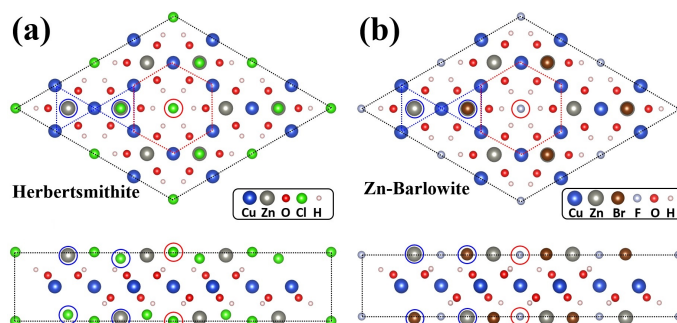 (a)
Herbertsmithite
Cu Zn O Cl H
(b)
Zn-Barlowite
Cu Zn Br F O H